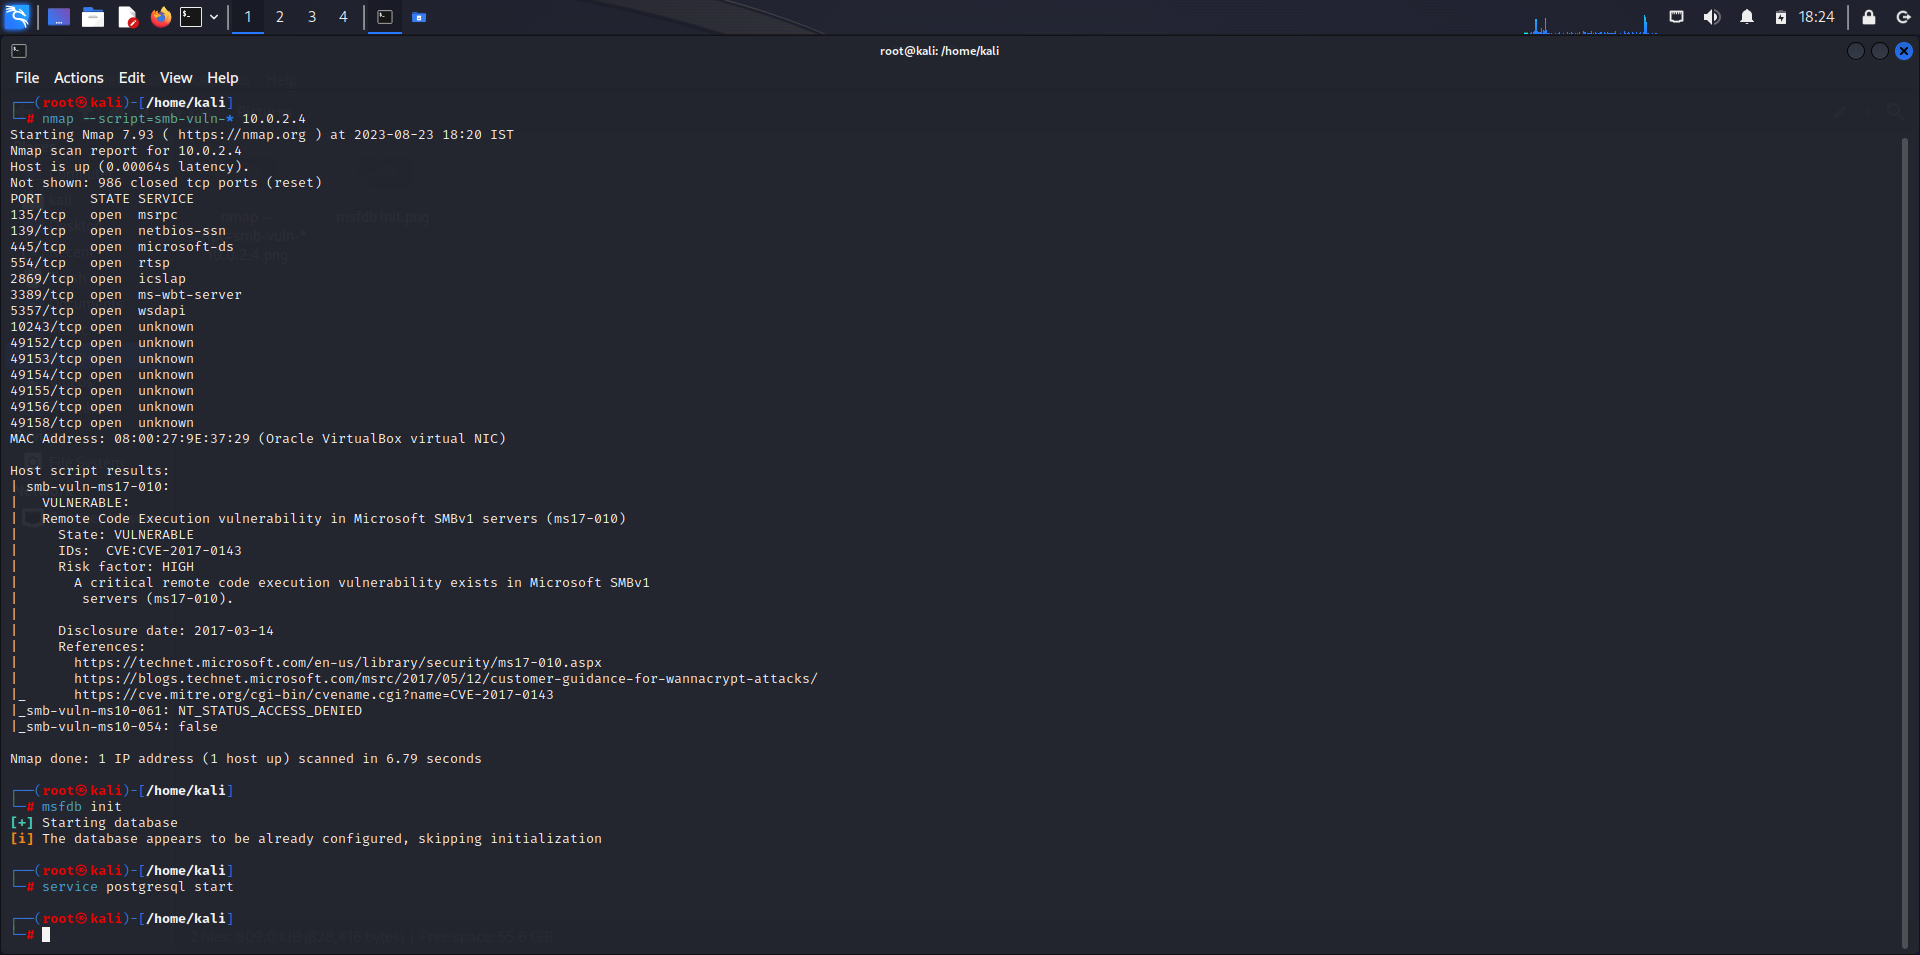 1 2 3 4 18:24
root@kali: /home/kali
File Actions Edit View Help
┌──(root㉿kali)-[/home/kali]
└─# nmap --script=smb-vuln-* 10.0.2.4
Starting Nmap 7.93 ( https://nmap.org ) at 2023-08-23 18:20 IST
Nmap scan report for 10.0.2.4
Host is up (0.00064s latency).
Not shown: 986 closed tcp ports (reset)
PORT      STATE SERVICE
135/tcp   open  msrpc
139/tcp   open  netbios-ssn
445/tcp   open  microsoft-ds
554/tcp   open  rtsp
2869/tcp  open  icslap
3389/tcp  open  ms-wbt-server
5357/tcp  open  wsdapi
10243/tcp open  unknown
49152/tcp open  unknown
49153/tcp open  unknown
49154/tcp open  unknown
49155/tcp open  unknown
49156/tcp open  unknown
49158/tcp open  unknown
MAC Address: 08:00:27:9E:37:29 (Oracle VirtualBox virtual NIC)
Host script results:
| smb-vuln-ms17-010:
|   VULNERABLE:
|   Remote Code Execution vulnerability in Microsoft SMBv1 servers (ms17-010)
|     State: VULNERABLE
|     IDs:  CVE:CVE-2017-0143
|     Risk factor: HIGH
|       A critical remote code execution vulnerability exists in Microsoft SMBv1
|        servers (ms17-010).
|
|     Disclosure date: 2017-03-14
|     References:
|       https://technet.microsoft.com/en-us/library/security/ms17-010.aspx
|       https://blogs.technet.microsoft.com/msrc/2017/05/12/customer-guidance-for-wannacrypt-attacks/
|_      https://cve.mitre.org/cgi-bin/cvename.cgi?name=CVE-2017-0143
|_smb-vuln-ms10-061: NT_STATUS_ACCESS_DENIED
|_smb-vuln-ms10-054: false
Nmap done: 1 IP address (1 host up) scanned in 6.79 seconds
┌──(root㉿kali)-[/home/kali]
└─# msfdb init
[+] Starting database
[i] The database appears to be already configured, skipping initialization
┌──(root㉿kali)-[/home/kali]
└─# service postgresql start
┌──(root㉿kali)-[/home/kali]
└─#